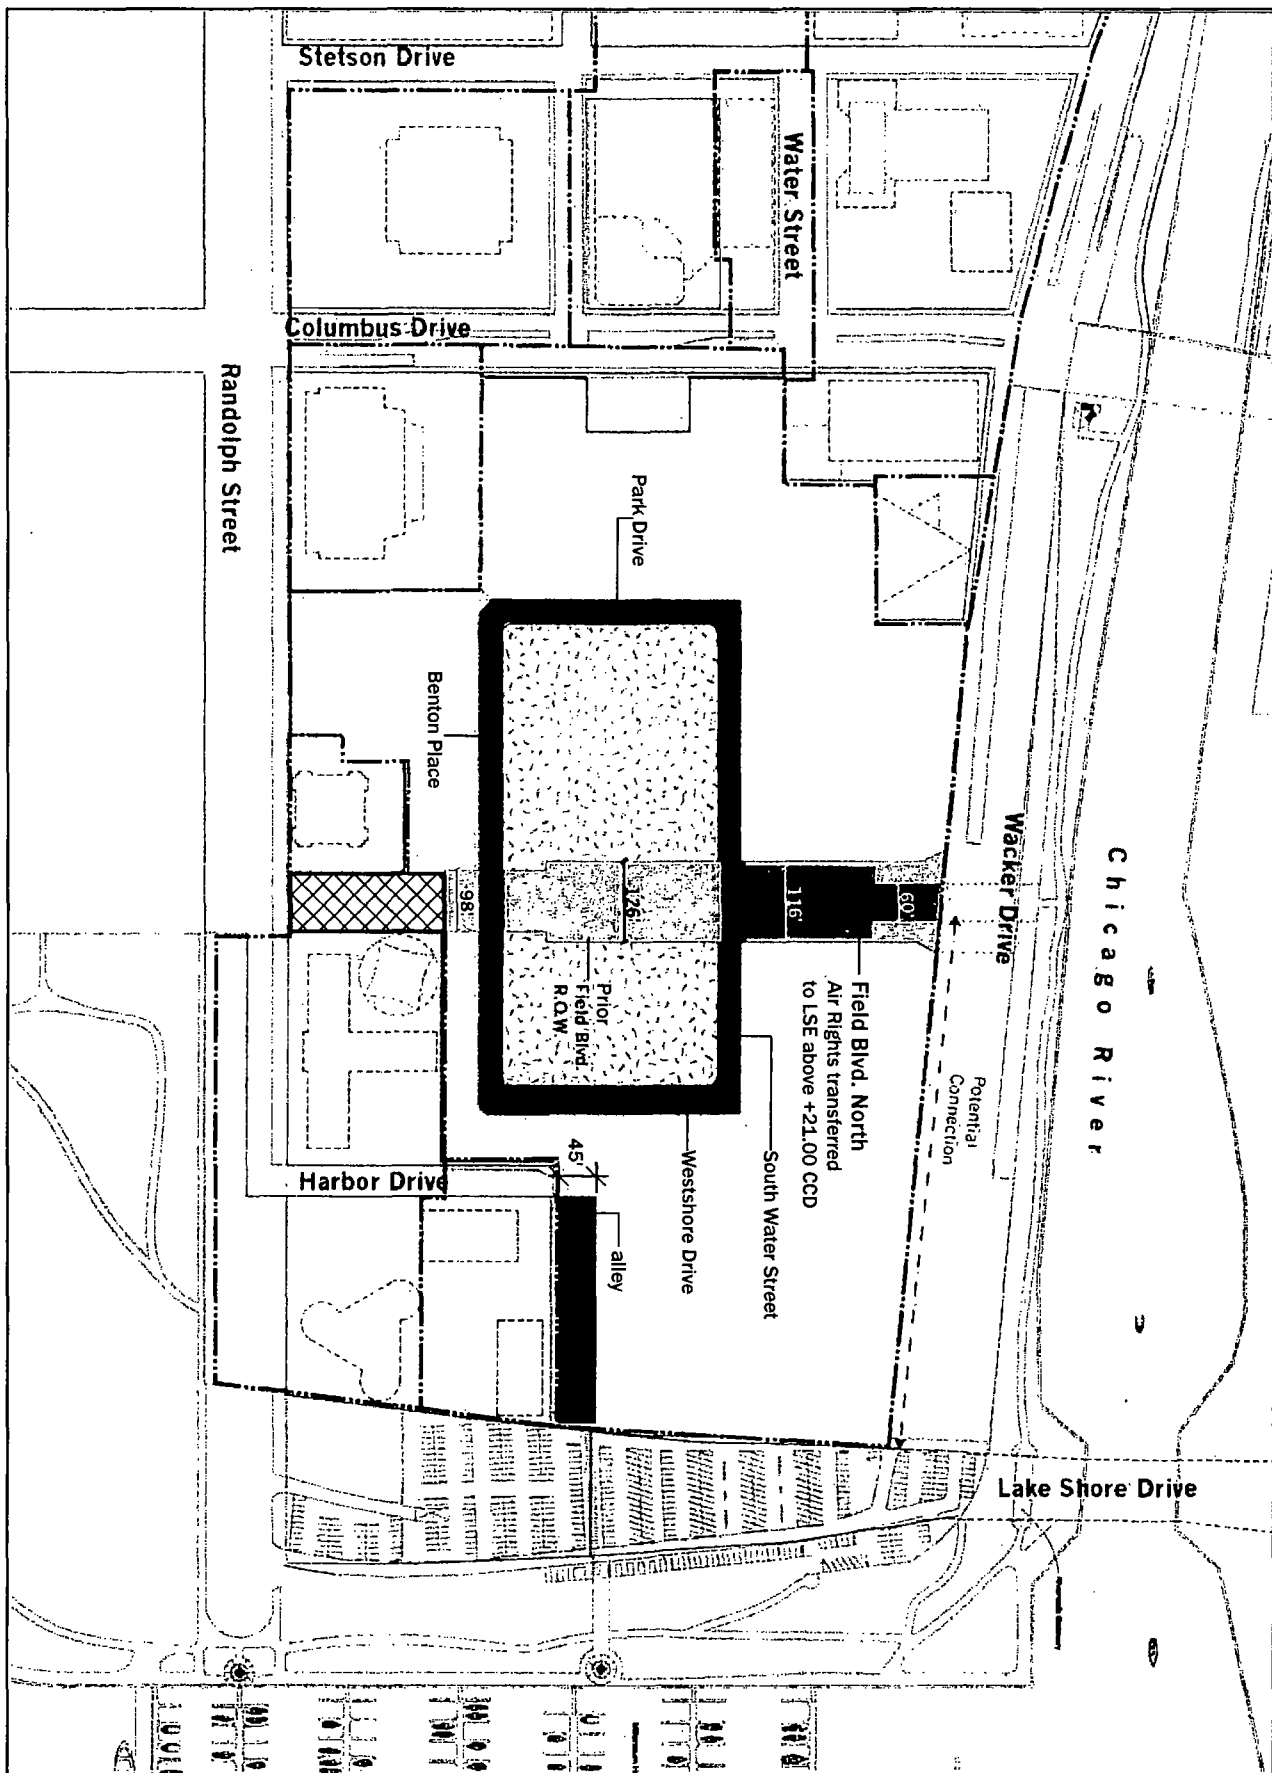 Stetson Drive
Water Street
Columbus Drive
Randolph Street
Park Drive
Benton Place
Wacker Drive
Chicago River
98'
126'
116'
60'
Prior
Field Blvd.
R.O.W.
Field Blvd. North
Air Rights transferred
to LSE above +21.00 CCD
Potential
Connection
South Water Street
Westshore Drive
45'
alley
Harbor Drive
Lake Shore Drive